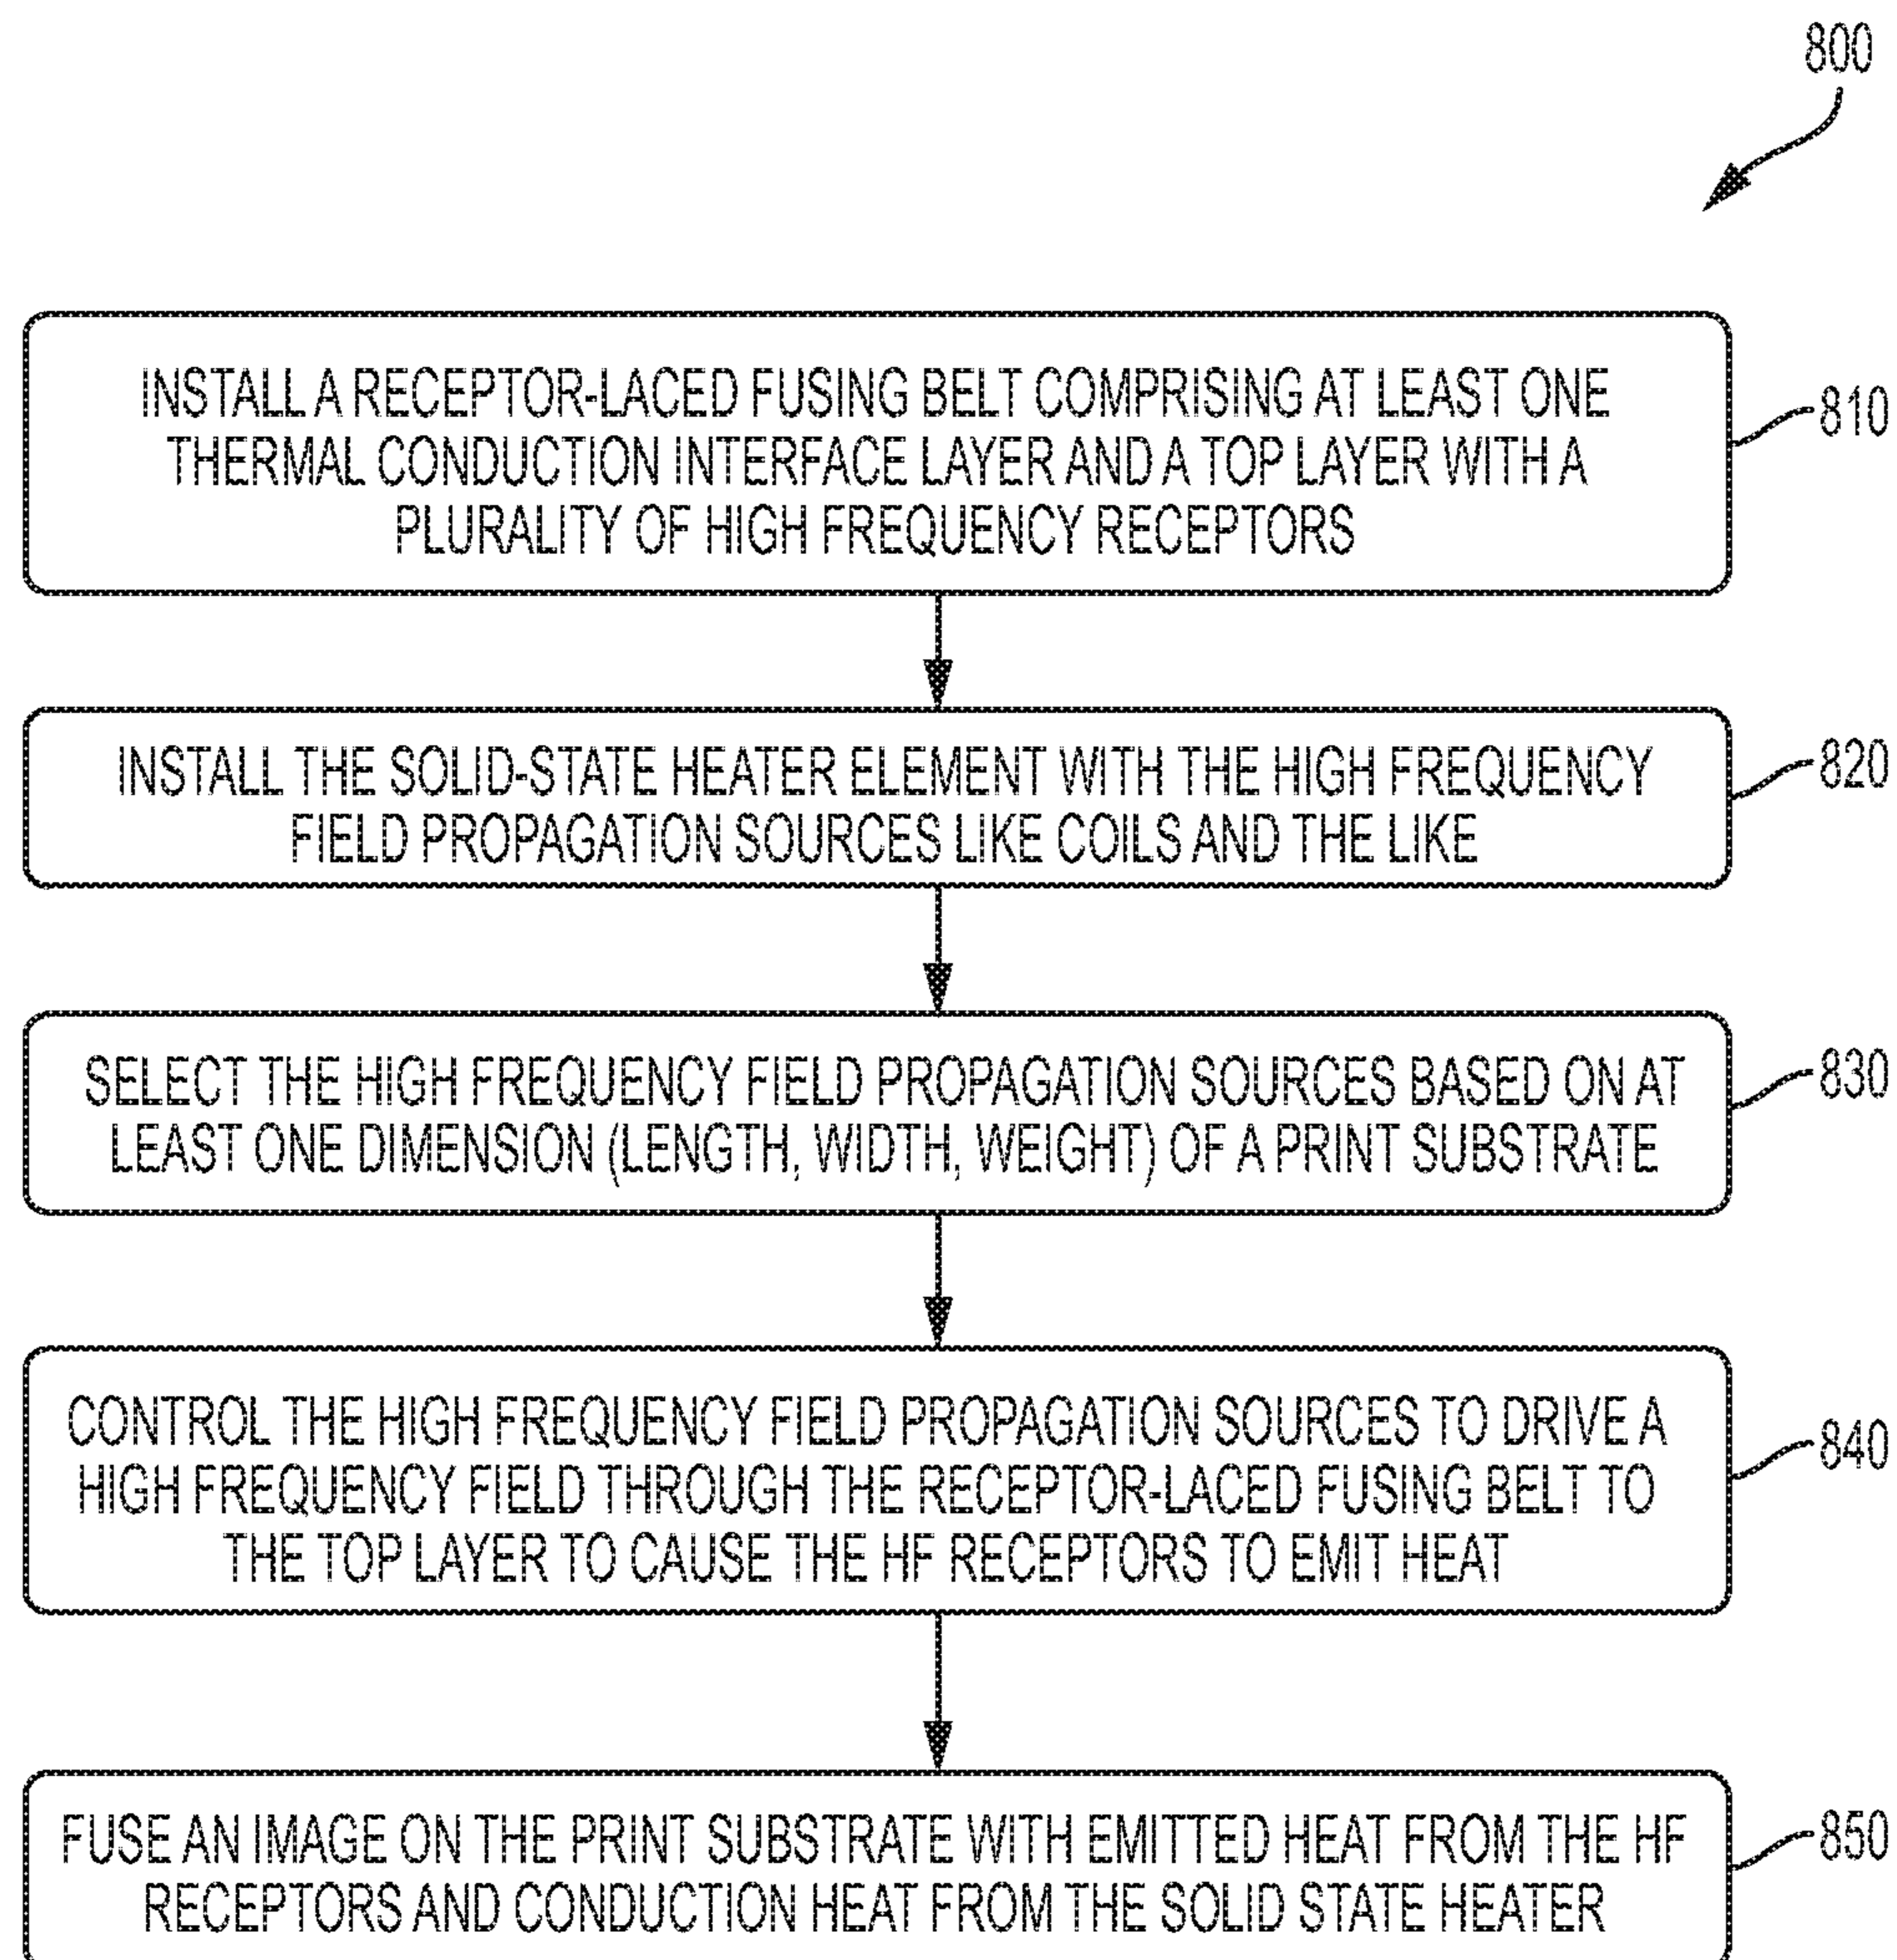 800
INSTALL A RECEPTOR-LACED FUSING BELT COMPRISING AT LEAST ONE
THERMAL CONDUCTION INTERFACE LAYER AND A TOP LAYER WITH A
PLURALITY OF HIGH FREQUENCY RECEPTORS
810
INSTALL THE SOLID-STATE HEATER ELEMENT WITH THE HIGH FREQUENCY
FIELD PROPAGATION SOURCES LIKE COILS AND THE LIKE
820
SELECT THE HIGH FREQUENCY FIELD PROPAGATION SOURCES BASED ON AT
LEAST ONE DIMENSION (LENGTH, WIDTH, WEIGHT) OF A PRINT SUBSTRATE
830
CONTROL THE HIGH FREQUENCY FIELD PROPAGATION SOURCES TO DRIVE A
HIGH FREQUENCY FIELD THROUGH THE RECEPTOR-LACED FUSING BELT TO
THE TOP LAYER TO CAUSE THE HF RECEPTORS TO EMIT HEAT
840
FUSE AN IMAGE ON THE PRINT SUBSTRATE WITH EMITTED HEAT FROM THE HF
RECEPTORS AND CONDUCTION HEAT FROM THE SOLID STATE HEATER
850